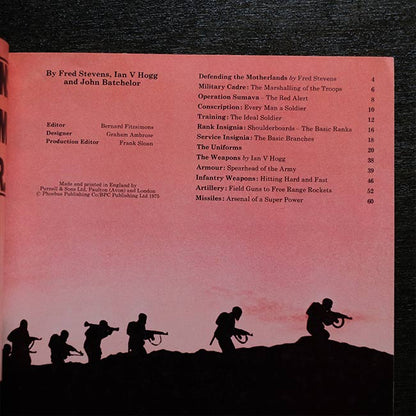 By Fred Stevens, Ian V Hogg
and John Batchelor
Editor Bernard Fitzsimons
Designer Graham Ambrose
Production Editor Frank Sloan
Made and printed in England by
Purnell & Sons Ltd, Paulton (Avon) and London
© Phoebus Publishing Co/BPC Publishing Ltd 1975
Defending the Motherlands by Fred Stevens 4
Military Cadre: The Marshalling of the Troops 6
Operation Sumava – The Red Alert 8
Conscription: Every Man a Soldier 10
Training: The Ideal Soldier 12
Rank Insignia: Shoulderboards – The Basic Ranks 16
Service Insignia: The Basic Branches 18
The Uniforms 20
The Weapons by Ian V Hogg 38
Armour: Spearhead of the Army 38
Infantry Weapons: Hitting Hard and Fast 46
Artillery: Field Guns to Free Range Rockets 52
Missiles: Arsenal of a Super Power 60